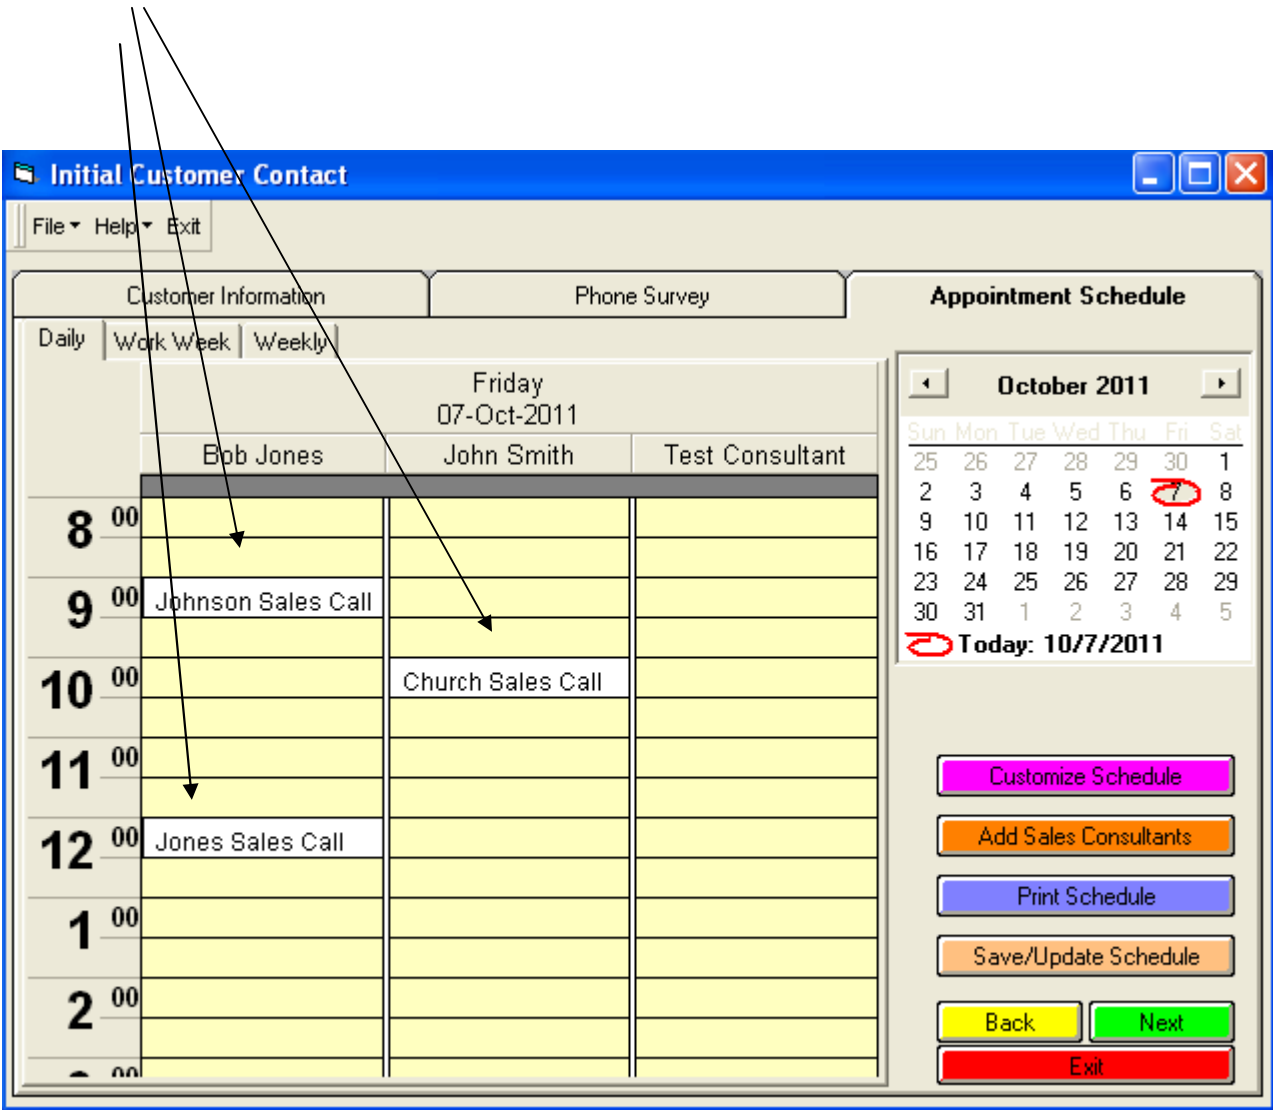 Initial Customer Contact
File Help Exit
Customer Information Phone Survey Appointment Schedule
Daily Work Week Weekly
Friday
07-Oct-2011
Bob Jones John Smith Test Consultant
October 2011
Sun Mon Tue Wed Thu Fri Sat
25 26 27 28 29 30 1
2 3 4 5 6 7 8
9 10 11 12 13 14 15
16 17 18 19 20 21 22
23 24 25 26 27 28 29
30 31 1 2 3 4 5
Today: 10/7/2011
8 00
9 00 Johnson Sales Call
10 00 Church Sales Call
11 00
12 00 Jones Sales Call
1 00
2 00
00
Customize Schedule
Add Sales Consultants
Print Schedule
Save/Update Schedule
Back Next
Exit